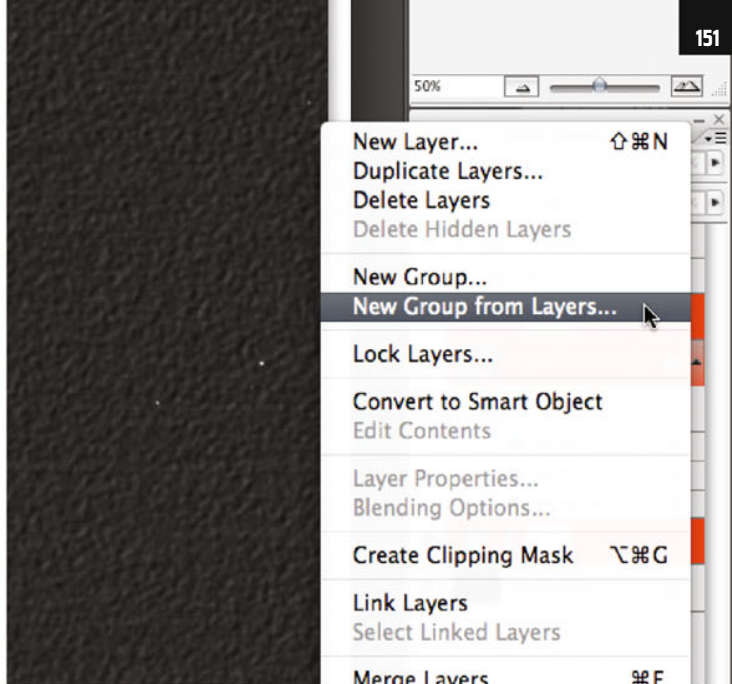 151
50%
New Layer... ⇧⌘N
Duplicate Layers...
Delete Layers
Delete Hidden Layers
New Group...
New Group from Layers...
Lock Layers...
Convert to Smart Object
Edit Contents
Layer Properties...
Blending Options...
Create Clipping Mask ⌥⌘G
Link Layers
Select Linked Layers
Merge Layers ⌘E